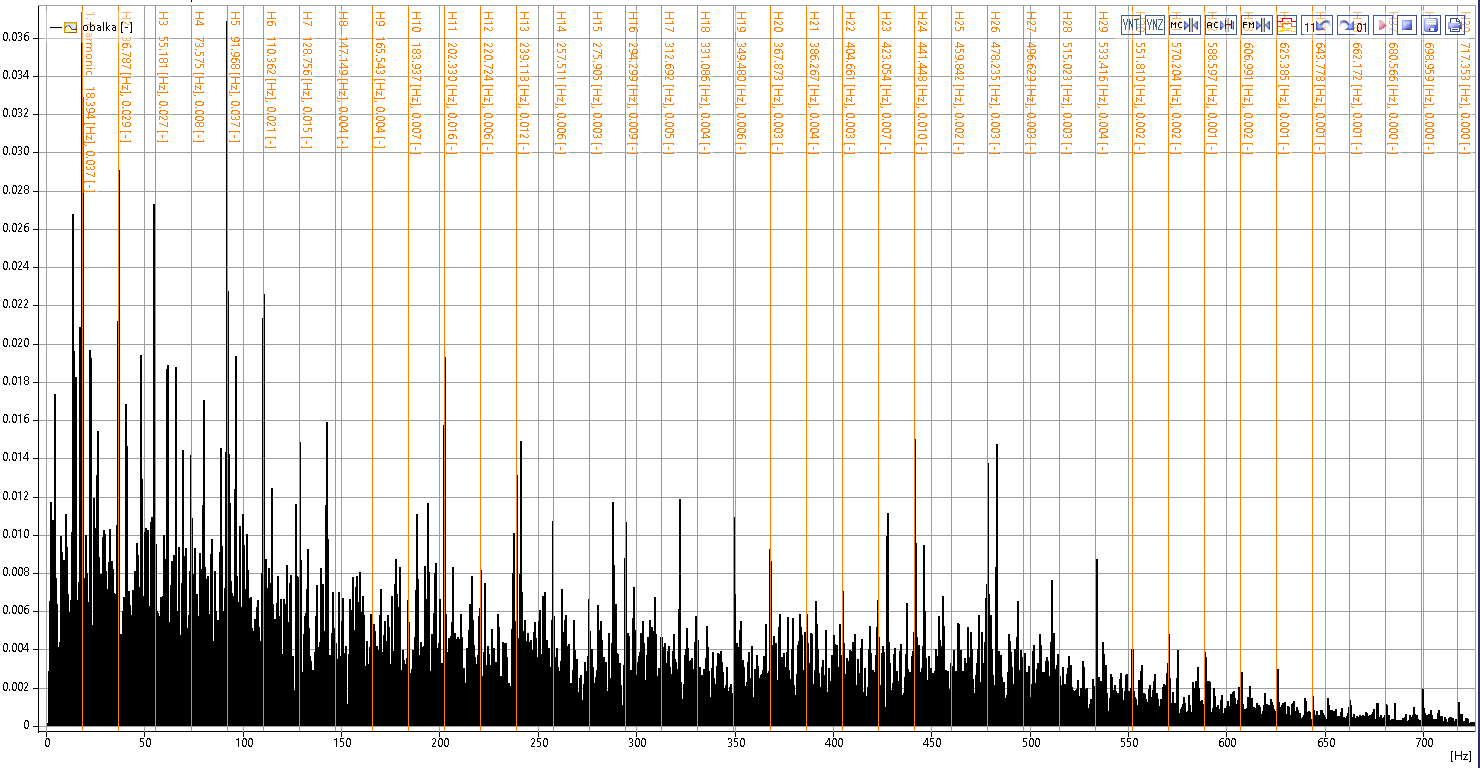 obalka [-]
YNT YNZ MC AC FM 11 01
0.036
0.034
0.032
0.030
0.028
0.026
0.024
0.022
0.020
0.018
0.016
0.014
0.012
0.010
0.008
0.006
0.004
0.002
0
18.394 [Hz], 0.037 [-]
36.787 [Hz], 0.029 [-]
H3 55.181 [Hz], 0.027 [-]
H4 73.575 [Hz], 0.008 [-]
H5 91.968 [Hz], 0.037 [-]
H6 110.362 [Hz], 0.021 [-]
H7 128.756 [Hz], 0.015 [-]
H8 147.149 [Hz], 0.004 [-]
H9 165.543 [Hz], 0.004 [-]
H10 183.937 [Hz], 0.007 [-]
H11 202.330 [Hz], 0.016 [-]
H12 220.724 [Hz], 0.006 [-]
H13 239.118 [Hz], 0.012 [-]
H14 257.511 [Hz], 0.006 [-]
H15 275.905 [Hz], 0.003 [-]
H16 294.299 [Hz], 0.009 [-]
H17 312.692 [Hz], 0.005 [-]
H18 331.086 [Hz], 0.004 [-]
H19 349.480 [Hz], 0.006 [-]
H20 367.873 [Hz], 0.003 [-]
H21 386.267 [Hz], 0.004 [-]
H22 404.661 [Hz], 0.003 [-]
H23 423.054 [Hz], 0.007 [-]
H24 441.448 [Hz], 0.010 [-]
H25 459.842 [Hz], 0.002 [-]
H26 478.235 [Hz], 0.003 [-]
H27 496.629 [Hz], 0.003 [-]
H28 515.023 [Hz], 0.003 [-]
H29 533.416 [Hz], 0.004 [-]
551.810 [Hz], 0.002 [-]
570.204 [Hz], 0.002 [-]
588.597 [Hz], 0.001 [-]
606.991 [Hz], 0.002 [-]
625.385 [Hz], 0.001 [-]
643.778 [Hz], 0.001 [-]
662.172 [Hz], 0.001 [-]
680.566 [Hz], 0.000 [-]
698.959 [Hz], 0.000 [-]
717.353 [Hz], 0.000 [-]
0 50 100 150 200 250 300 350 400 450 500 550 600 650 700
[Hz]